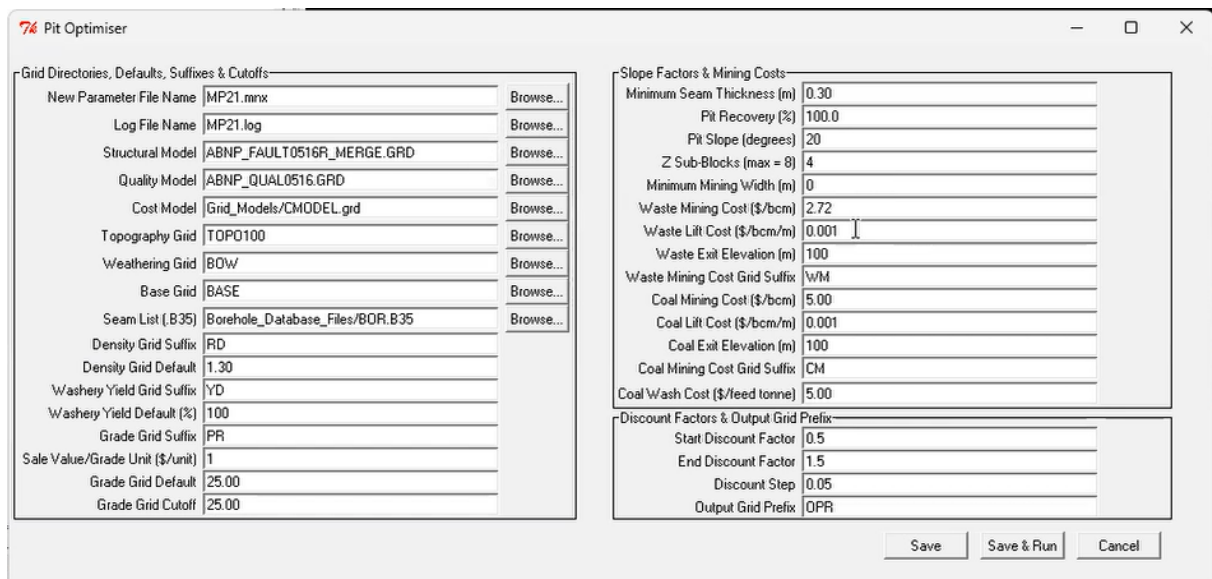 Pit Optimiser
Grid Directories, Defaults, Suffixes & Cutoffs
New Parameter File Name MP21.mnx Browse...
Log File Name MP21.log Browse...
Structural Model ABNP_FAULT0516R_MERGE.GRD Browse...
Quality Model ABNP_QUAL0516.GRD Browse...
Cost Model Grid_Models/CMODEL.grd Browse...
Topography Grid TOPO100 Browse...
Weathering Grid BOW Browse...
Base Grid BASE Browse...
Seam List (.B35) Borehole_Database_Files/BOR.B35 Browse...
Density Grid Suffix RD
Density Grid Default 1.30
Washery Yield Grid Suffix YD
Washery Yield Default (%) 100
Grade Grid Suffix PR
Sale Value/Grade Unit ($/unit) 1
Grade Grid Default 25.00
Grade Grid Cutoff 25.00
Slope Factors & Mining Costs
Minimum Seam Thickness (m) 0.30
Pit Recovery (%) 100.0
Pit Slope (degrees) 20
Z Sub-Blocks (max = 8) 4
Minimum Mining Width (m) 0
Waste Mining Cost ($/bcm) 2.72
Waste Lift Cost ($/bcm/m) 0.001
Waste Exit Elevation (m) 100
Waste Mining Cost Grid Suffix WM
Coal Mining Cost ($/bcm) 5.00
Coal Lift Cost ($/bcm/m) 0.001
Coal Exit Elevation (m) 100
Coal Mining Cost Grid Suffix CM
Coal Wash Cost ($/feed tonne) 5.00
Discount Factors & Output Grid Prefix
Start Discount Factor 0.5
End Discount Factor 1.5
Discount Step 0.05
Output Grid Prefix OPR
Save Save & Run Cancel